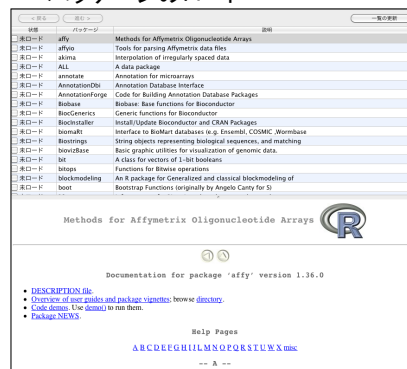 < 戻る 進む > 一覧の更新
状態 パッケージ 説明
未ロード affy Methods for Affymetrix Oligonucleotide Arrays
未ロード affyio Tools for parsing Affymetrix data files
未ロード akima Interpolation of irregularly spaced data
未ロード ALL A data package
未ロード annotate Annotation for microarrays
未ロード AnnotationDbi Annotation Database Interface
未ロード AnnotationForge Code for Building Annotation Database Packages
未ロード Biobase Biobase: Base functions for Bioconductor
未ロード BiocGenerics Generic functions for Bioconductor
未ロード BiocInstaller Install/Update Bioconductor and CRAN Packages
未ロード biomaRt Interface to BioMart databases (e.g. Ensembl, COSMIC ,Wormbase
未ロード Biostrings String objects representing biological sequences, and matching
未ロード biovizBase Basic graphic utilities for visualization of genomic data.
未ロード bit A class for vectors of 1-bit booleans
未ロード bitops Functions for Bitwise operations
未ロード blockmodeling An R package for Generalized and classical blockmodeling of
未ロード boot Bootstrap Functions (originally by Angelo Canty for S)
Methods for Affymetrix Oligonucleotide Arrays R
Documentation for package 'affy' version 1.36.0
DESCRIPTION file.
Overview of user guides and package vignettes; browse directory.
Code demos. Use demo() to run them.
Package NEWS.
Help Pages
A B C D E F G H I J L M N O P Q R S T U W X misc
-- A --